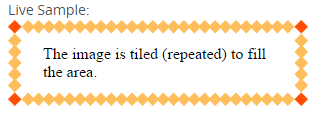 Live Sample:
The image is tiled (repeated) to fill
the area.